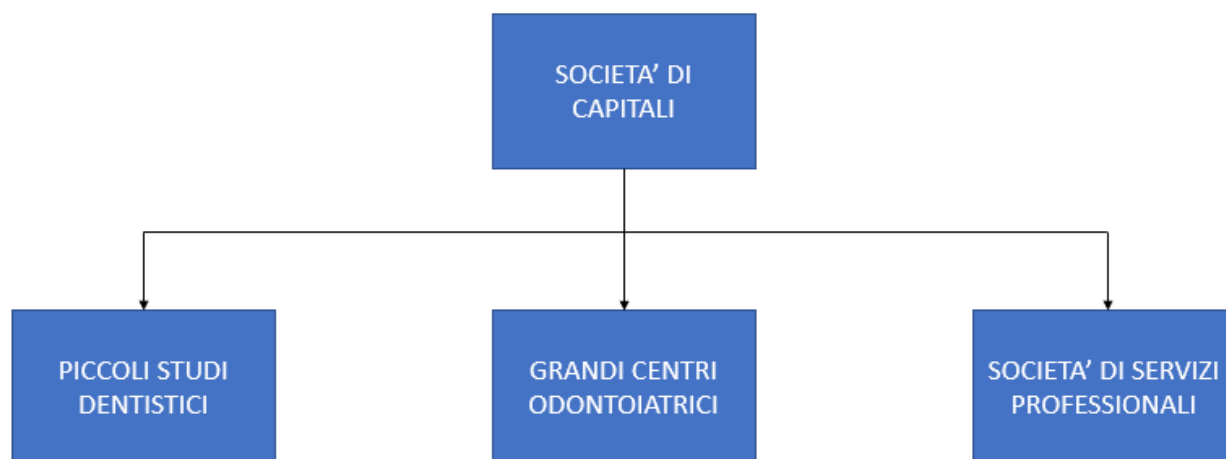 SOCIETA’ DI
CAPITALI
PICCOLI STUDI
DENTISTICI
GRANDI CENTRI
ODONTOIATRICI
SOCIETA’ DI SERVIZI
PROFESSIONALI